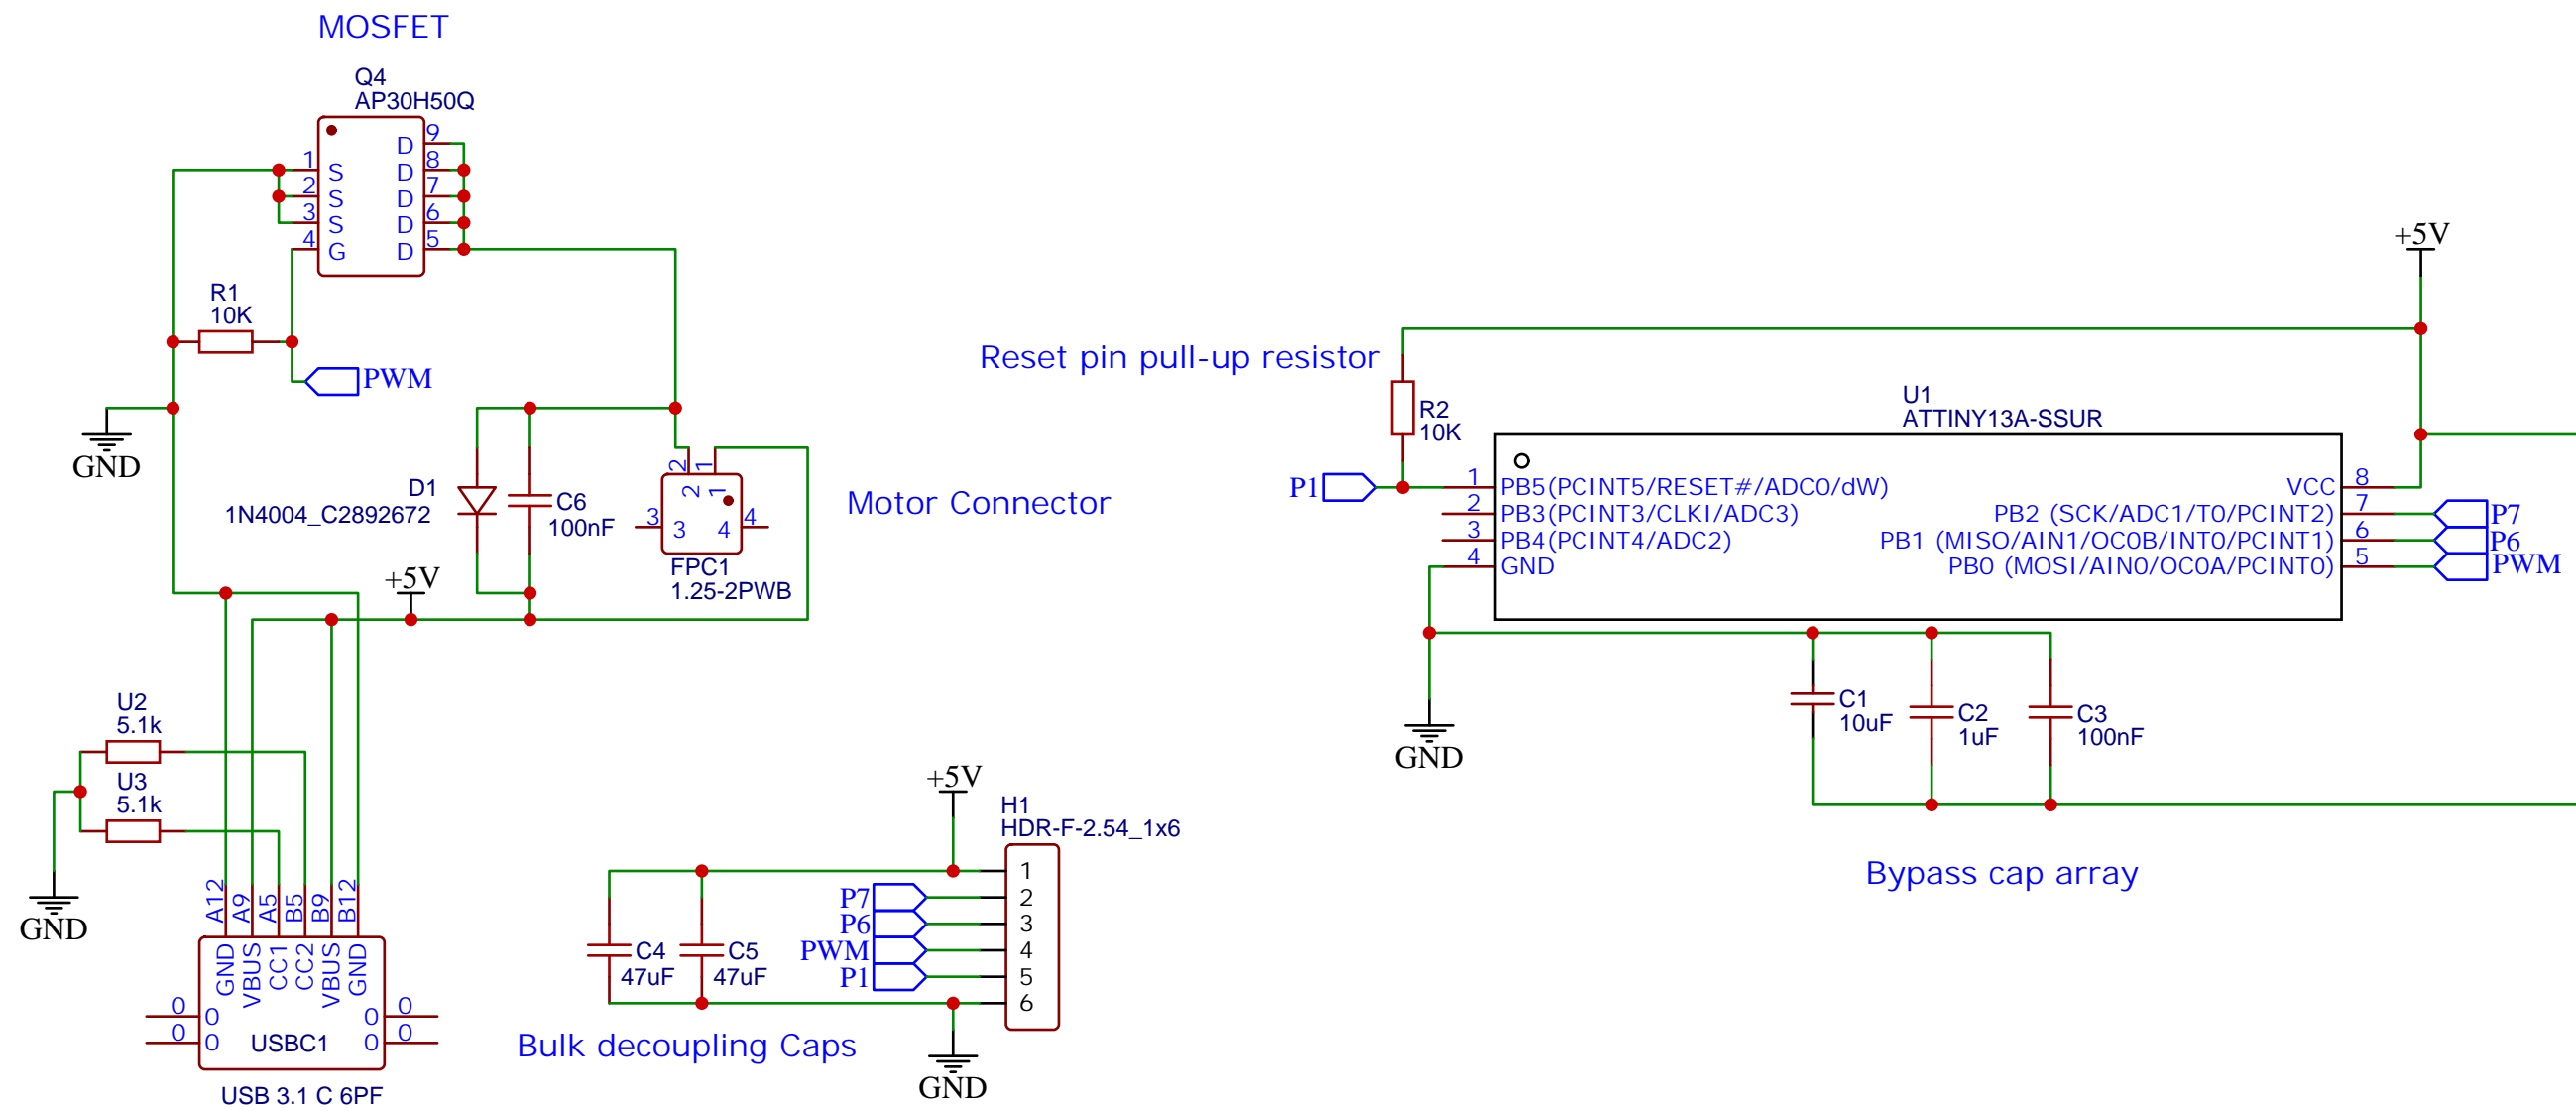 MOSFET
Q4
AP30H50Q
1
2
3
4
S
S
S
G
D
D
D
D
D
9
8
7
6
5
R1
10K
PWM
GND
D1
1N4004_C2892672
C6
100nF
2
1
2
1
3
3
4
4
FPC1
1.25-2PWB
Motor Connector
+5V
U2
5.1k
U3
5.1k
GND
A12
A9
A5
B5
B9
B12
GND
VBUS
CC1
CC2
VBUS
GND
0
0
0
0
0
0
0
0
USBC1
USB 3.1 C 6PF
+5V
H1
HDR-F-2.54_1x6
1
2
3
4
5
6
P7
P6
PWM
P1
C4
47uF
C5
47uF
Bulk decoupling Caps
GND
Reset pin pull-up resistor
R2
10K
P1
+5V
U1
ATTINY13A-SSUR
1
PB5(PCINT5/RESET#/ADC0/dW)
2
PB3(PCINT3/CLKI/ADC3)
3
PB4(PCINT4/ADC2)
4
GND
VCC
8
PB2 (SCK/ADC1/T0/PCINT2)
7
P7
PB1 (MISO/AIN1/OC0B/INT0/PCINT1)
6
P6
PB0 (MOSI/AIN0/OC0A/PCINT0)
5
PWM
GND
C1
10uF
C2
1uF
C3
100nF
Bypass cap array